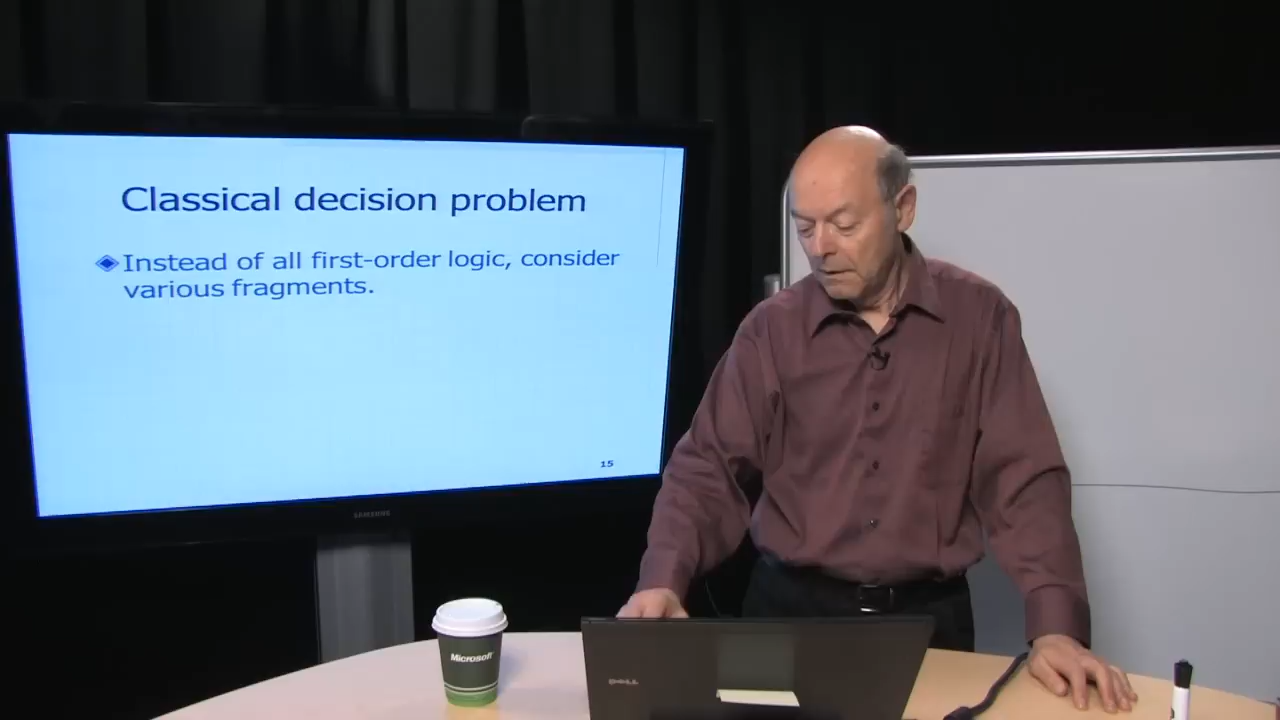 Classical decision problem
Instead of all first-order logic, consider
various fragments.
15
SAMSUNG
Microsoft
DELL